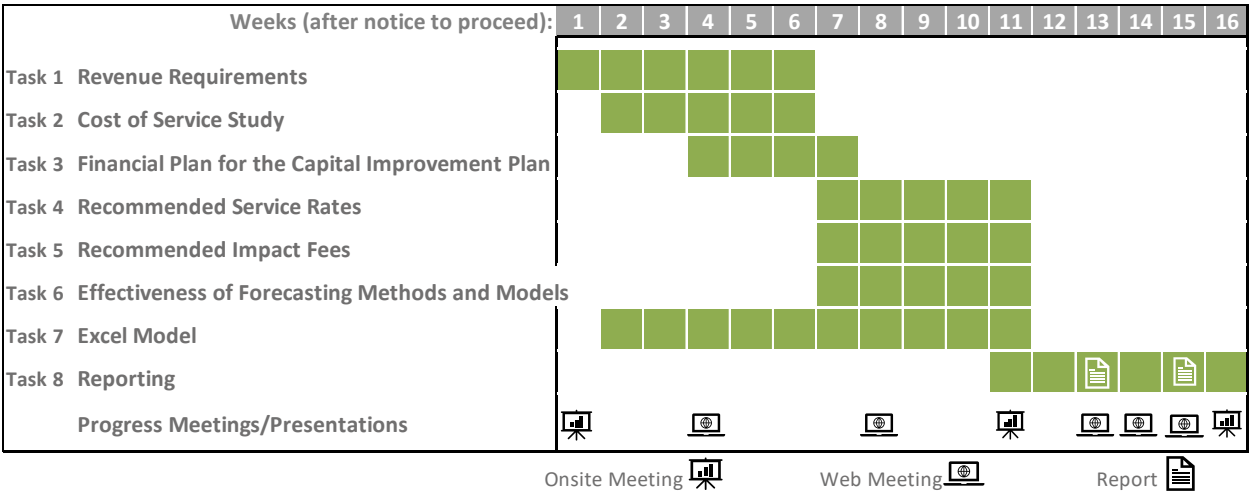 Weeks (after notice to proceed): 1 2 3 4 5 6 7 8 9 10 11 12 13 14 15 16
Task 1 Revenue Requirements
Task 2 Cost of Service Study
Task 3 Financial Plan for the Capital Improvement Plan
Task 4 Recommended Service Rates
Task 5 Recommended Impact Fees
Task 6 Effectiveness of Forecasting Methods and Models
Task 7 Excel Model
Task 8 Reporting
Progress Meetings/Presentations
Onsite Meeting Web Meeting Report